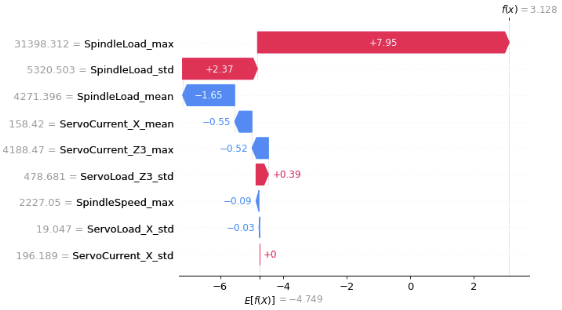 f(x) = 3.128
31398.312 = SpindleLoad_max
+7.95
5320.503 = SpindleLoad_std
+2.37
4271.396 = SpindleLoad_mean
−1.65
158.42 = ServoCurrent_X_mean
−0.55
4188.47 = ServoCurrent_Z3_max
−0.52
478.681 = ServoLoad_Z3_std
+0.39
2227.05 = SpindleSpeed_max
−0.09
19.047 = ServoLoad_X_std
−0.03
196.189 = ServoCurrent_X_std
+0
−6 −4 −2 0 2
E[f(X)] = −4.749